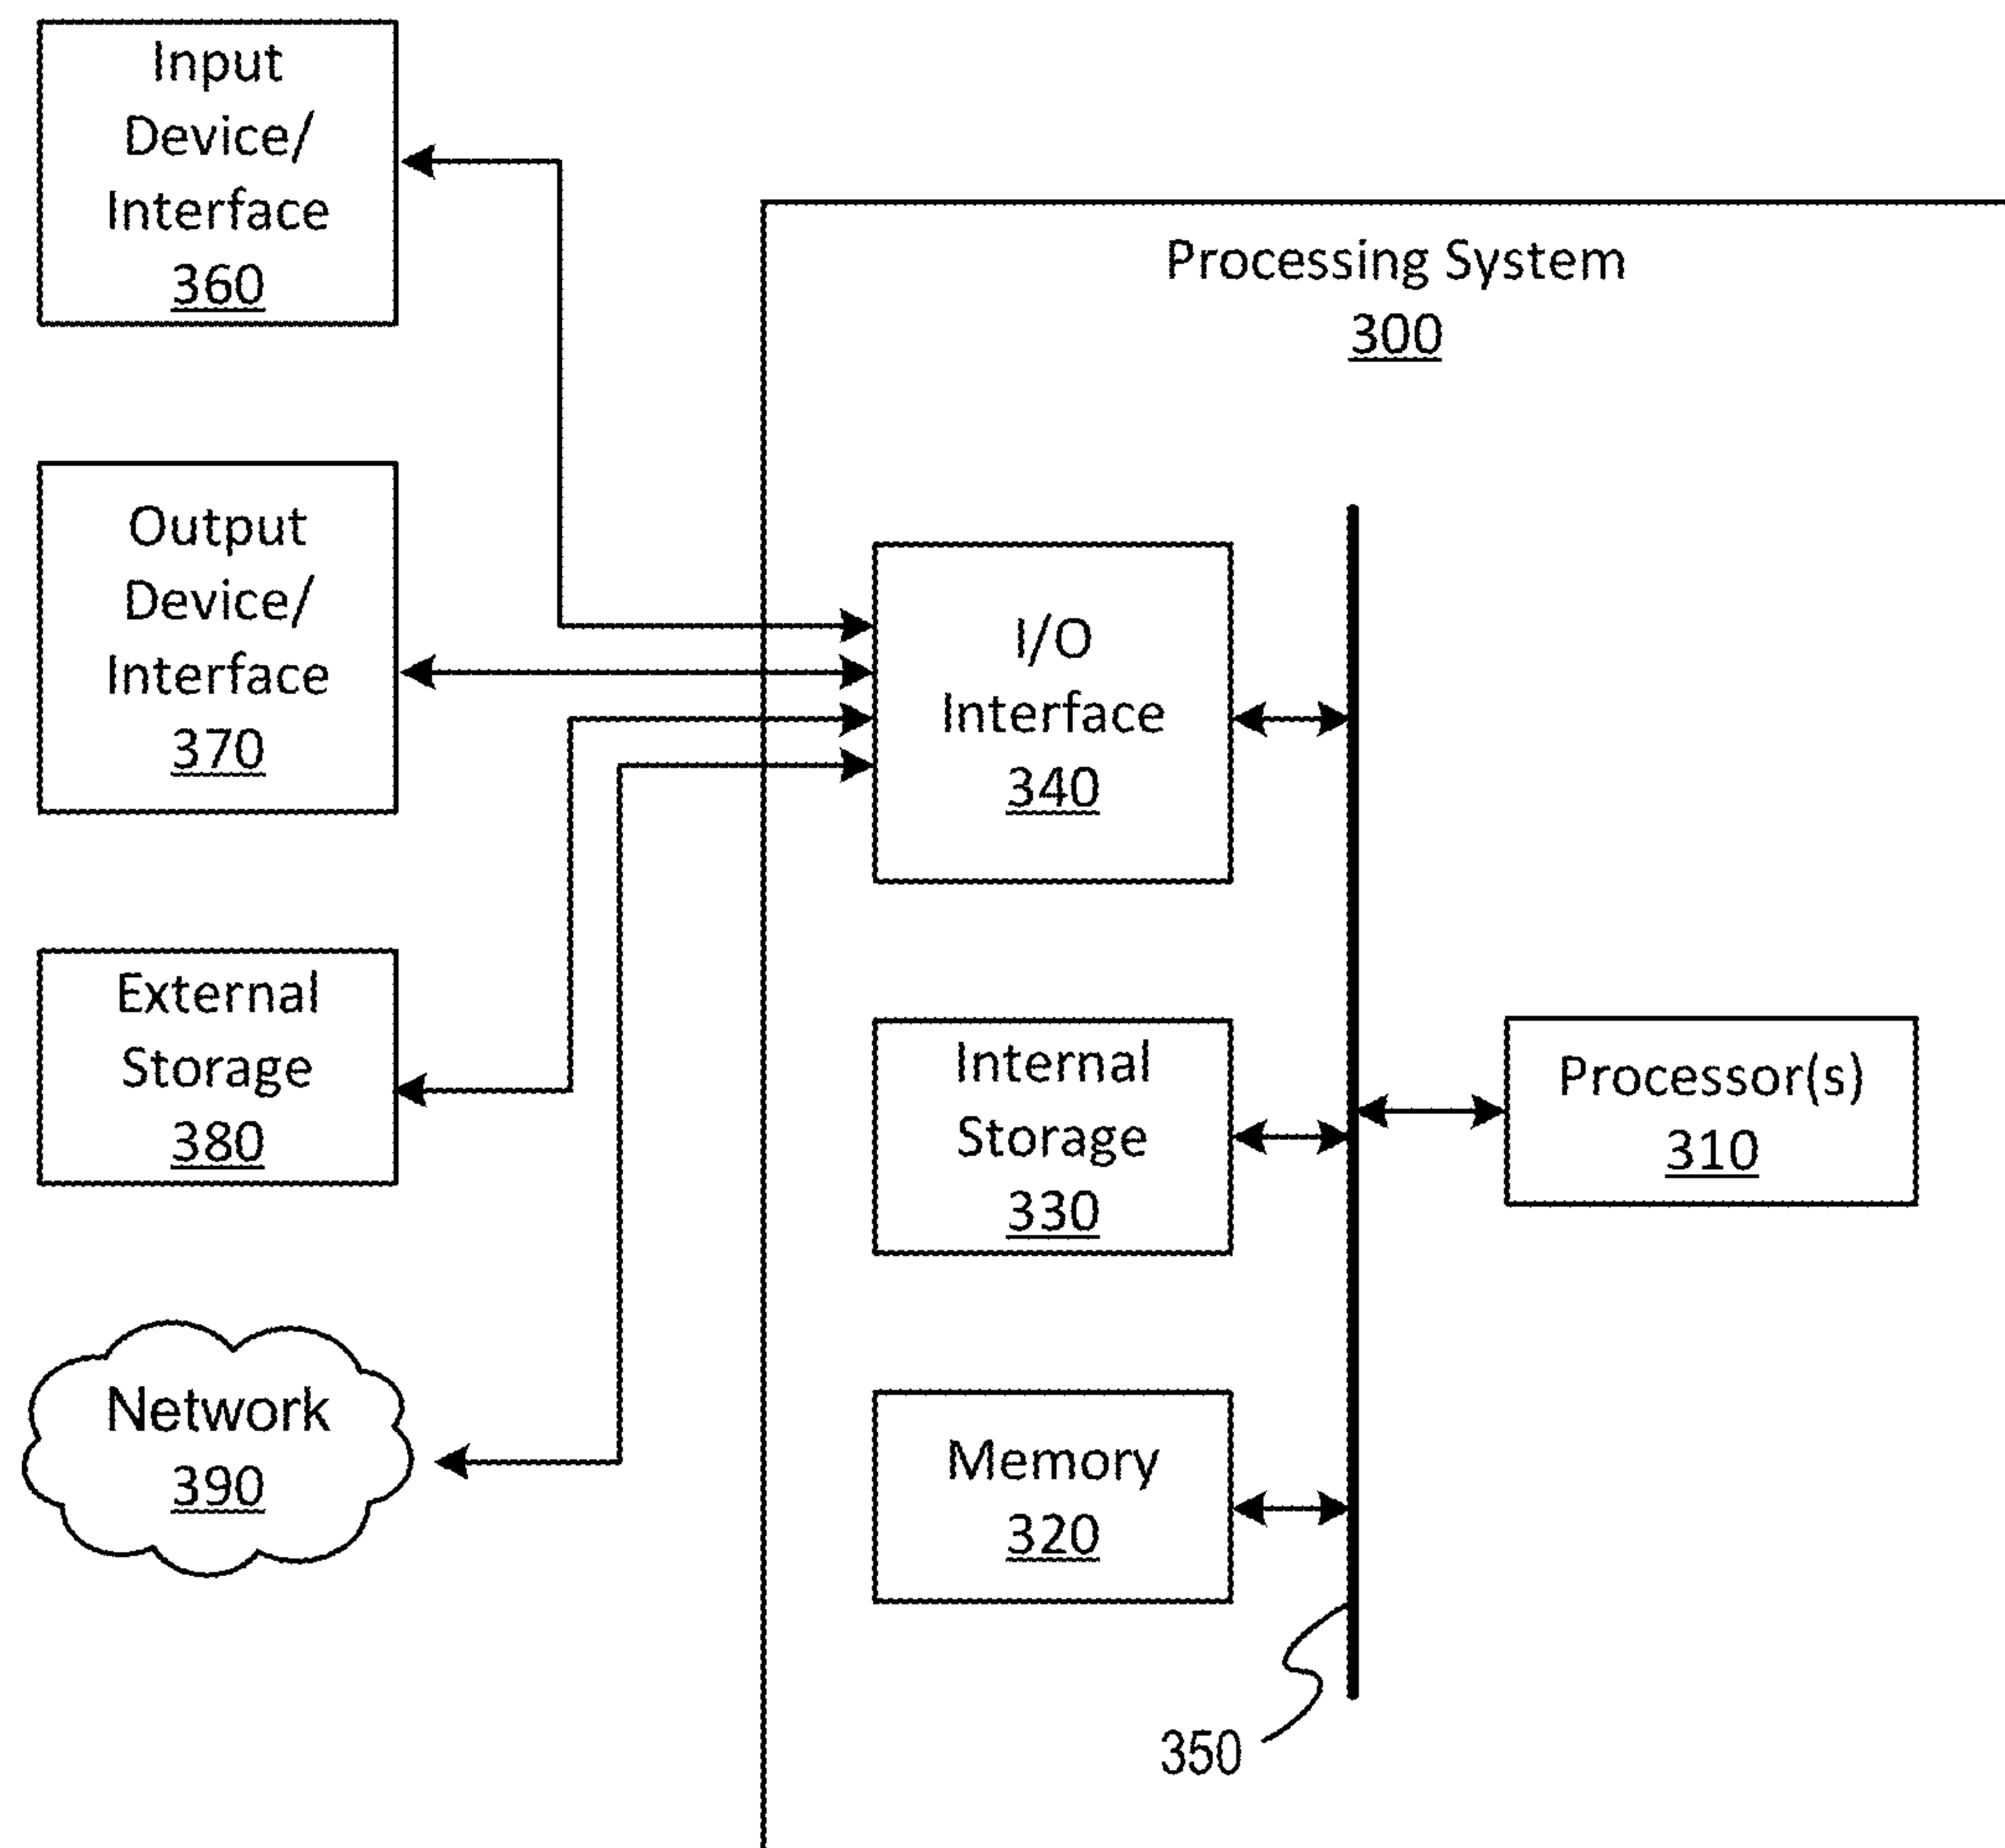 Input
Device/
Interface
360
Processing System
300
Output
Device/
Interface
370
I/O
Interface
340
External
Storage
380
Internal
Storage
330
Processor(s)
310
Network
390
Memory
320
350